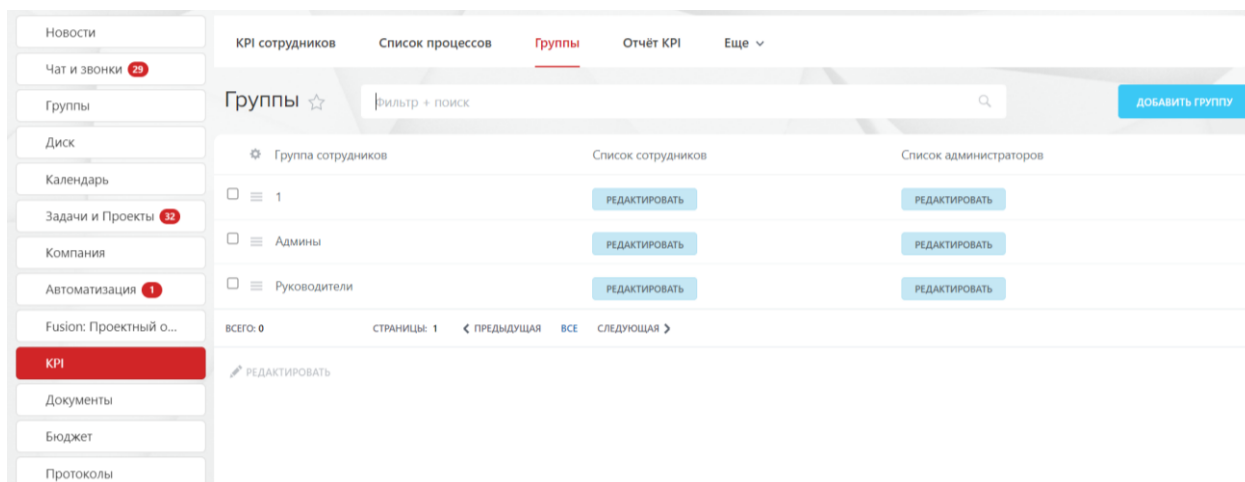 Новости
Чат и звонки 29
Группы
Диск
Календарь
Задачи и Проекты 32
Компания
Автоматизация 1
Fusion: Проектный о...
KPI
Документы
Бюджет
Протоколы
KPI сотрудников Список процессов Группы Отчёт KPI Еще
Группы Фильтр + поиск ДОБАВИТЬ ГРУППУ
Группа сотрудников Список сотрудников Список администраторов
1 РЕДАКТИРОВАТЬ РЕДАКТИРОВАТЬ
Админы РЕДАКТИРОВАТЬ РЕДАКТИРОВАТЬ
Руководители РЕДАКТИРОВАТЬ РЕДАКТИРОВАТЬ
ВСЕГО: 0 СТРАНИЦЫ: 1 ПРЕДЫДУЩАЯ ВСЕ СЛЕДУЮЩАЯ
РЕДАКТИРОВАТЬ